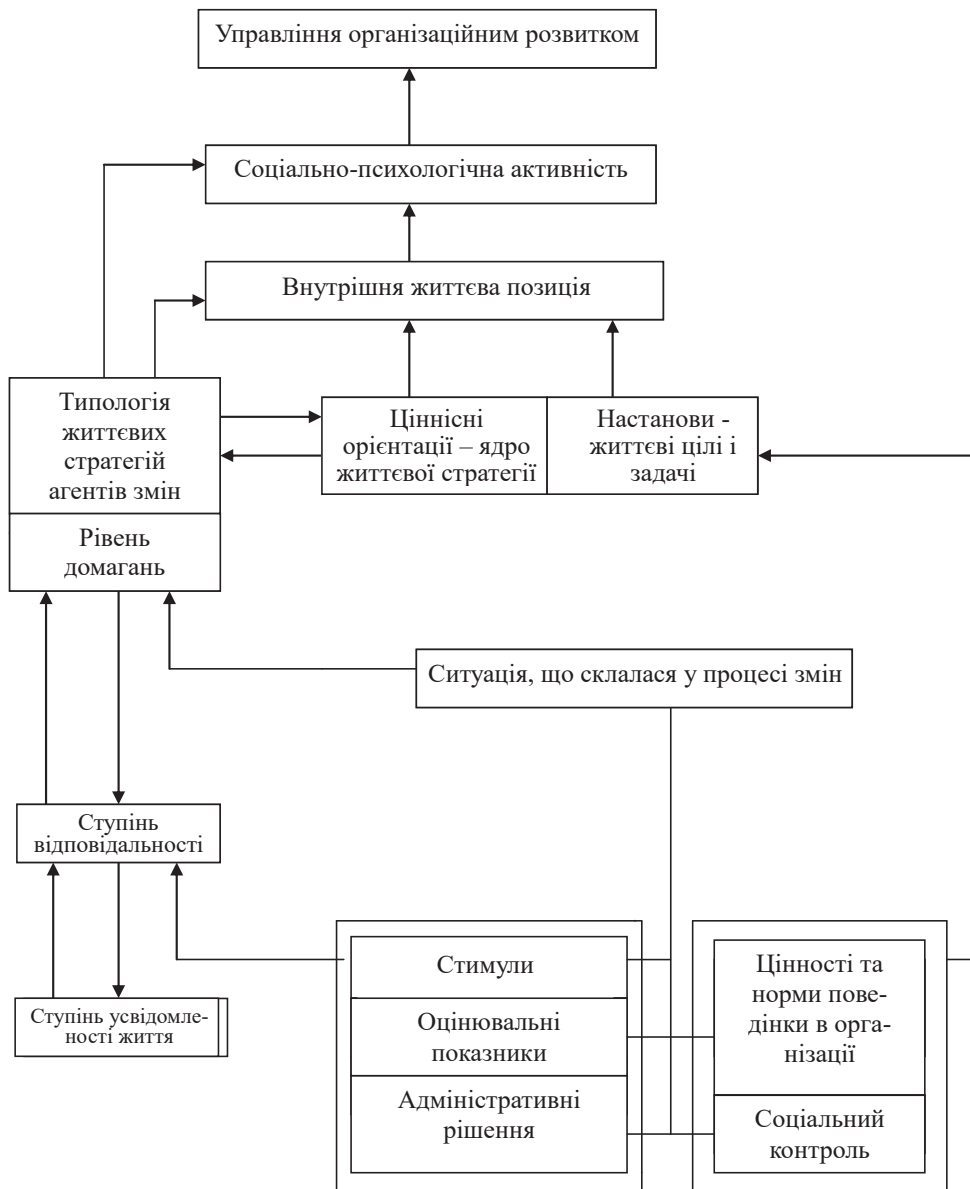 Управління організаційним розвитком
Соціально-психологічна активність
Внутрішня життєва позиція
Типологія
життєвих
стратегій
агентів змін
Ціннісні
орієнтації – ядро
життєвої стратегії
Настанови -
життєві цілі і
задачі
Рівень
домагань
Ситуація, що склалася у процесі змін
Ступінь
відповідальності
Ступінь усвідомле-
ності життя
Стимули
Оцінювальні
показники
Адміністративні
рішення
Цінності та
норми пове-
дінки в орга-
нізації
Соціальний
контроль